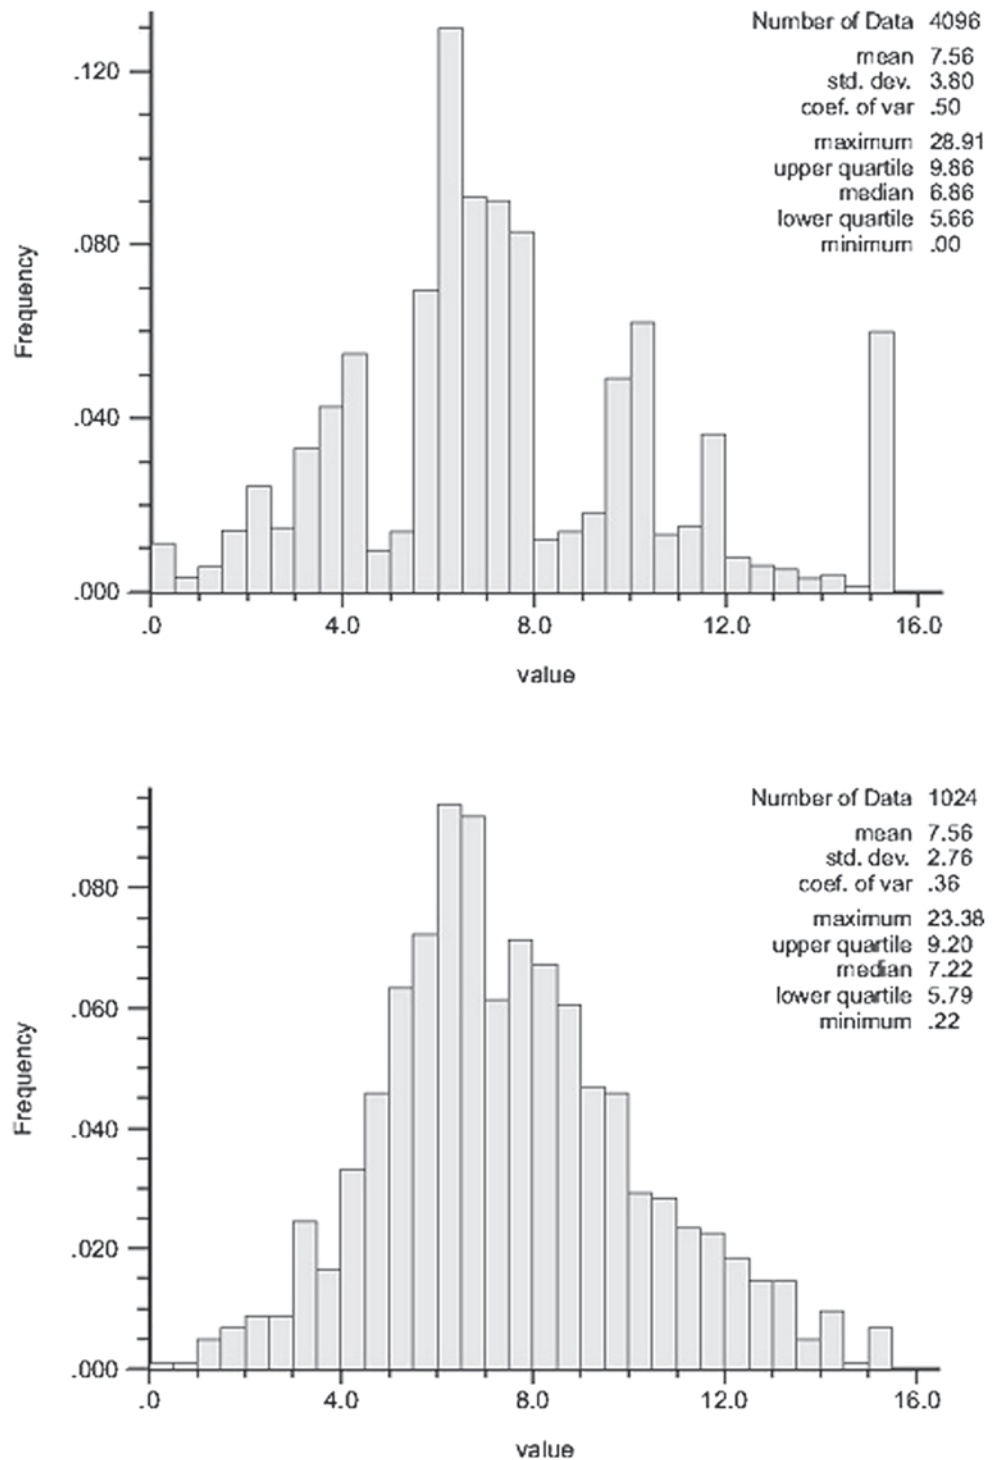 Number of Data 4096
mean 7.56
std. dev. 3.80
coef. of var .50
maximum 28.91
upper quartile 9.86
median 6.86
lower quartile 5.66
minimum .00
.120
.080
.040
.000
Frequency
.0 4.0 8.0 12.0 16.0
value
Number of Data 1024
mean 7.56
std. dev. 2.76
coef. of var .36
maximum 23.38
upper quartile 9.20
median 7.22
lower quartile 5.79
minimum .22
.080
.060
.040
.020
.000
Frequency
.0 4.0 8.0 12.0 16.0
value